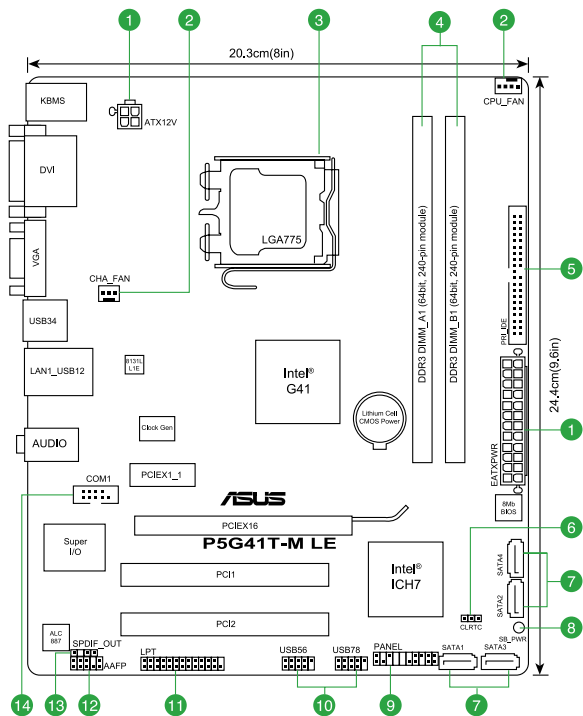 1
2
3
4
2
20.3cm(8in)
KBMS
ATX12V
CPU_FAN
DVI
LGA775
DDR3 DIMM_A1 (64bit, 240-pin module)
DDR3 DIMM_B1 (64bit, 240-pin module)
VGA
CHA_FAN
2
PRI_IDE
5
USB34
24.4cm(9.6in)
LAN1_USB12
8131L
L1E
Intel®
G41
Lithium Cell
CMOS Power
Clock Gen
AUDIO
EATXPWR
1
PCIEX1_1
COM1
14
ASUS
8Mb
BIOS
PCIEX16
6
P5G41T-M LE
Super
I/O
Intel®
ICH7
SATA4
7
PCI1
CLRTC
SATA2
PCI2
8
SB_PWR
ALC
887
SPDIF_OUT
AAFP
LPT
USB56
USB78
PANEL
SATA1
SATA3
13
12
11
10
9
7